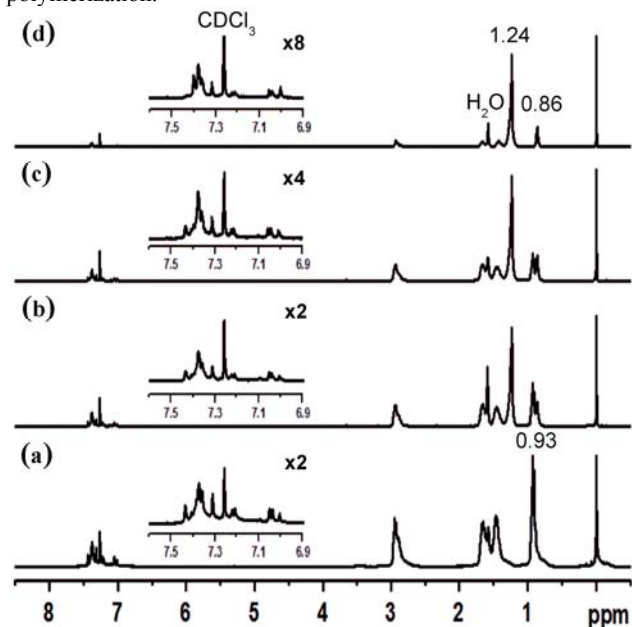 polymerization.
(d)
CDCl3
x8
1.24
H2O
0.86
7.5 7.3 7.1 6.9
(c)
x4
7.5 7.3 7.1 6.9
(b)
x2
7.5 7.3 7.1 6.9
(a)
x2
0.93
7.5 7.3 7.1 6.9
8 7 6 5 4 3 2 1 ppm